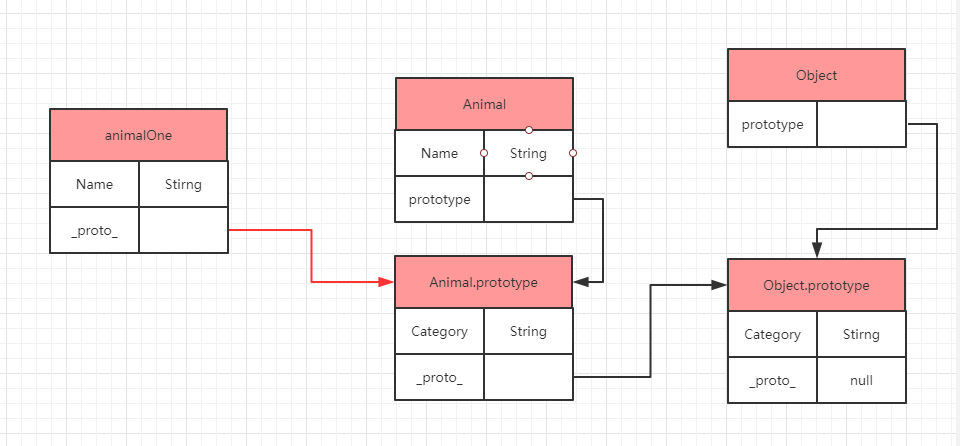 animalOne
Name Stirng
_proto_
Animal
Name String
prototype
Animal.prototype
Category String
_proto_
Object
prototype
Object.prototype
Category Stirng
_proto_ null